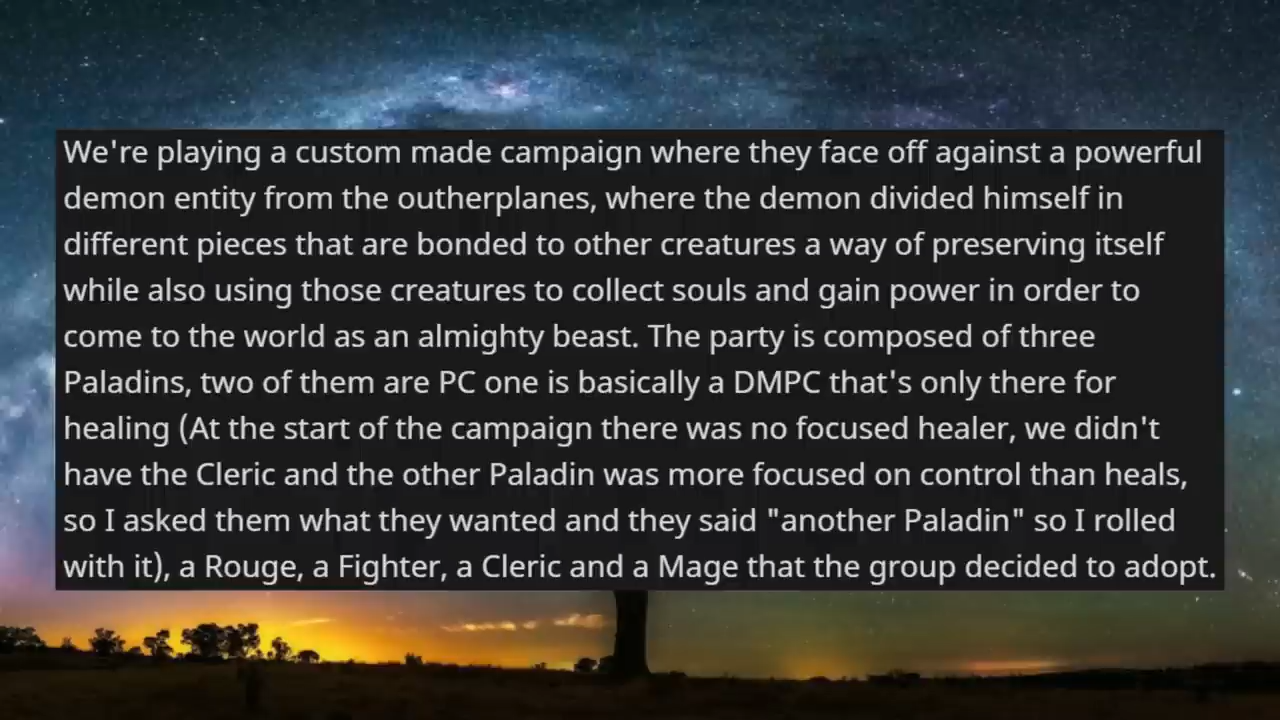 We're playing a custom made campaign where they face off against a powerful
demon entity from the outherplanes, where the demon divided himself in
different pieces that are bonded to other creatures a way of preserving itself
while also using those creatures to collect souls and gain power in order to
come to the world as an almighty beast. The party is composed of three
Paladins, two of them are PC one is basically a DMPC that's only there for
healing (At the start of the campaign there was no focused healer, we didn't
have the Cleric and the other Paladin was more focused on control than heals,
so I asked them what they wanted and they said "another Paladin" so I rolled
with it), a Rouge, a Fighter, a Cleric and a Mage that the group decided to adopt.